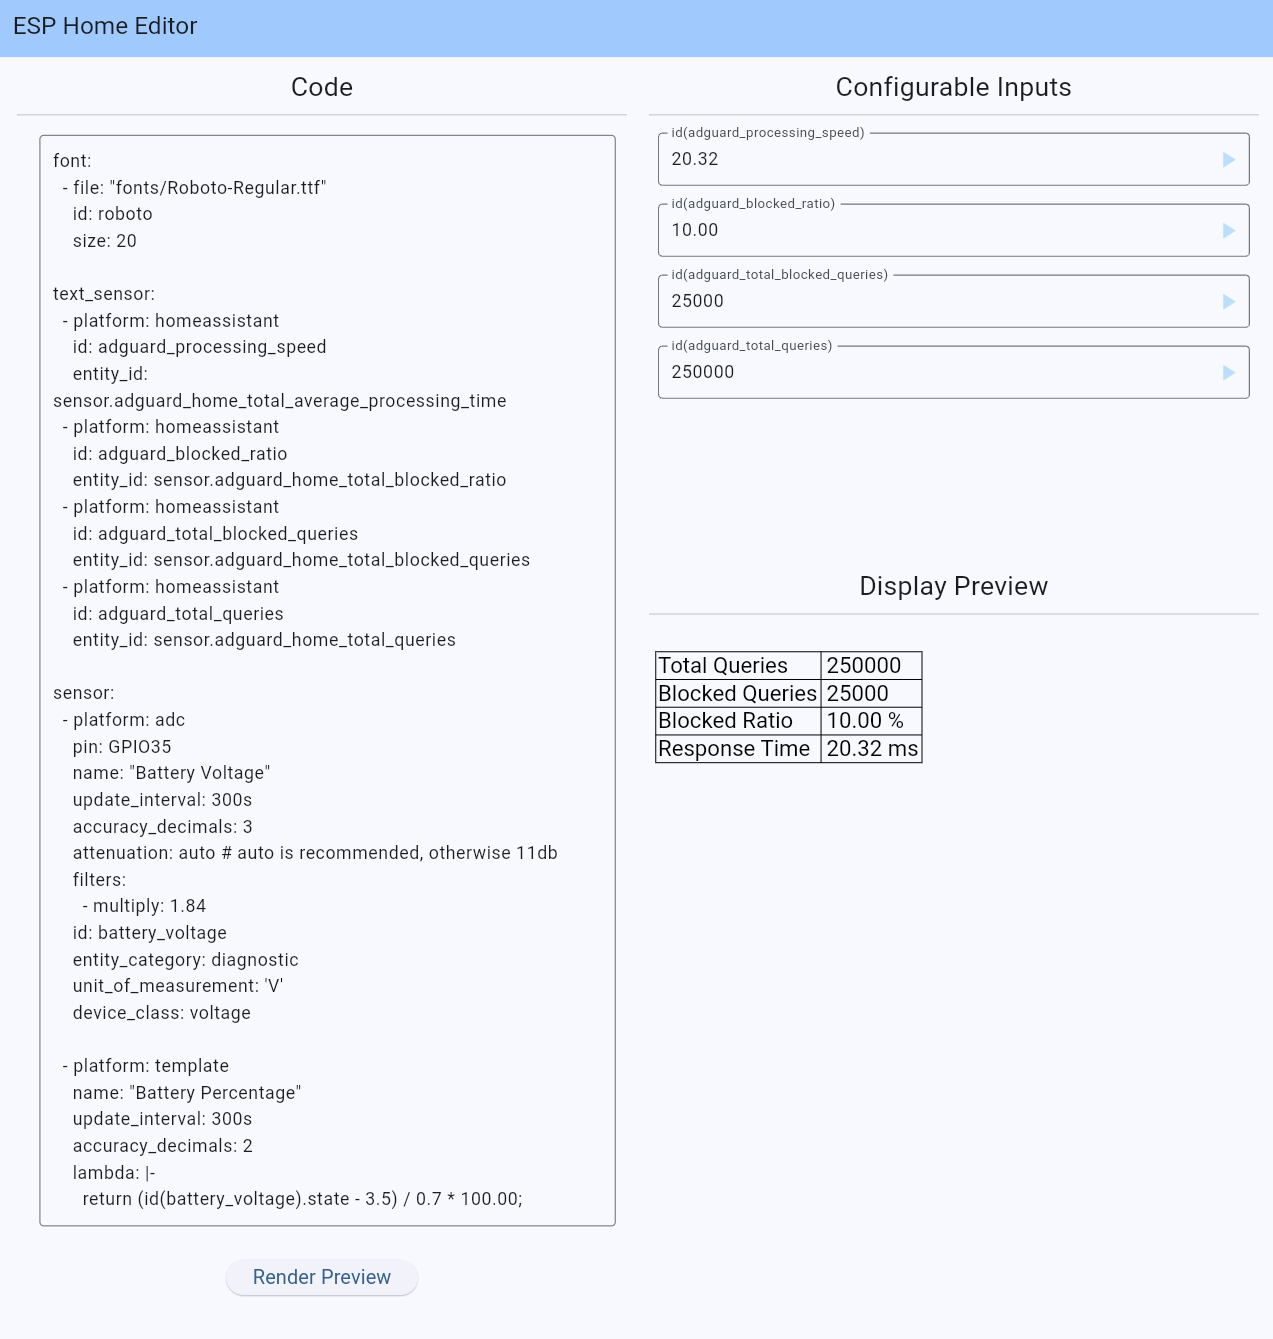 ESP Home Editor
Code
font:
  - file: "fonts/Roboto-Regular.ttf"
    id: roboto
    size: 20

text_sensor:
  - platform: homeassistant
    id: adguard_processing_speed
    entity_id:
sensor.adguard_home_total_average_processing_time
  - platform: homeassistant
    id: adguard_blocked_ratio
    entity_id: sensor.adguard_home_total_blocked_ratio
  - platform: homeassistant
    id: adguard_total_blocked_queries
    entity_id: sensor.adguard_home_total_blocked_queries
  - platform: homeassistant
    id: adguard_total_queries
    entity_id: sensor.adguard_home_total_queries

sensor:
  - platform: adc
    pin: GPIO35
    name: "Battery Voltage"
    update_interval: 300s
    accuracy_decimals: 3
    attenuation: auto # auto is recommended, otherwise 11db
    filters:
      - multiply: 1.84
    id: battery_voltage
    entity_category: diagnostic
    unit_of_measurement: 'V'
    device_class: voltage

  - platform: template
    name: "Battery Percentage"
    update_interval: 300s
    accuracy_decimals: 2
    lambda: |-
      return (id(battery_voltage).state - 3.5) / 0.7 * 100.00;
Render Preview
Configurable Inputs
id(adguard_processing_speed)
20.32
id(adguard_blocked_ratio)
10.00
id(adguard_total_blocked_queries)
25000
id(adguard_total_queries)
250000
Display Preview
Total Queries 250000
Blocked Queries 25000
Blocked Ratio 10.00 %
Response Time 20.32 ms